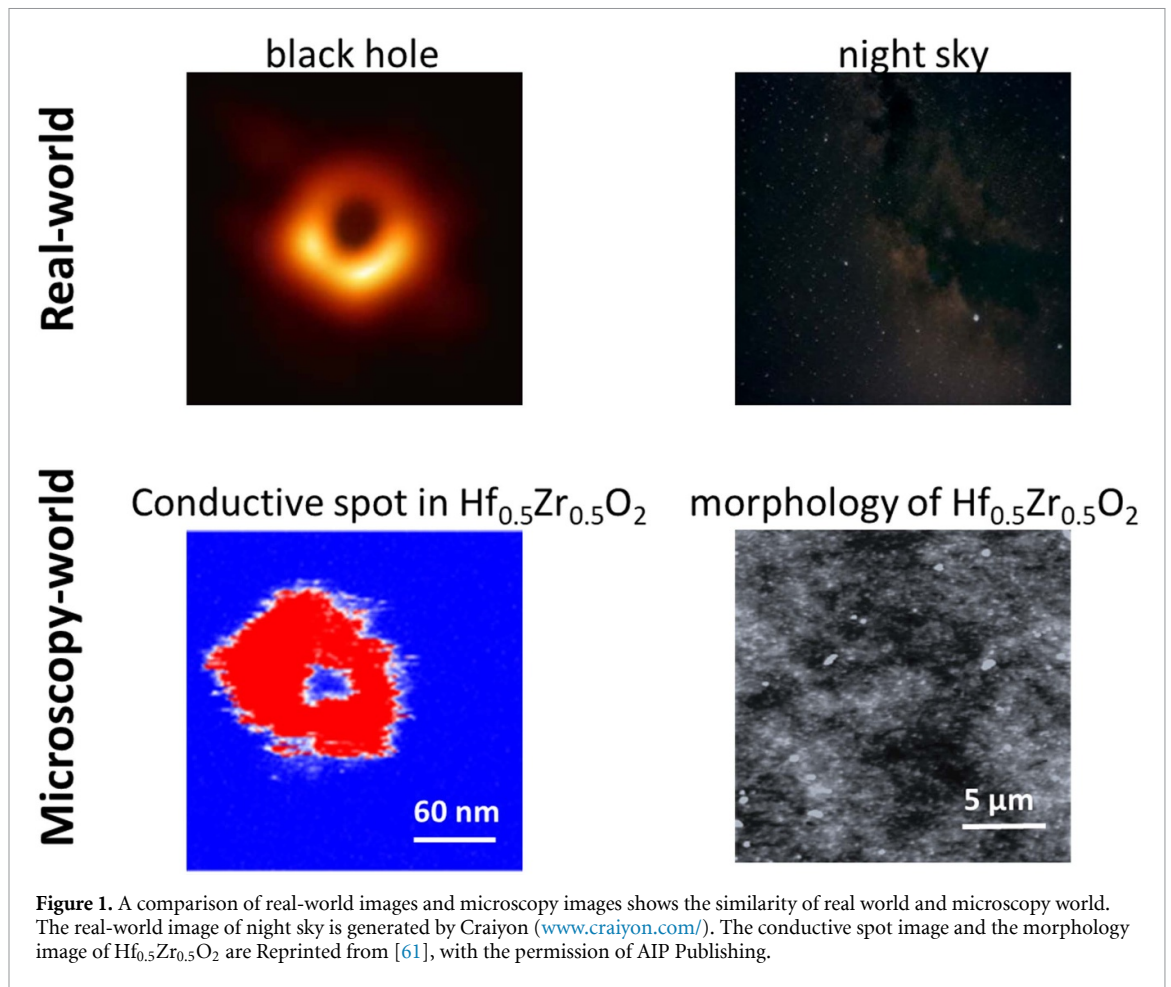 black hole
night sky
Real-world
Microscopy-world
Conductive spot in Hf₀.₅Zr₀.₅O₂
morphology of Hf₀.₅Zr₀.₅O₂
60 nm
5 µm
Figure 1. A comparison of real-world images and microscopy images shows the similarity of real world and microscopy world.
The real-world image of night sky is generated by Craiyon (www.craiyon.com/). The conductive spot image and the morphology
image of Hf₀.₅Zr₀.₅O₂ are Reprinted from [61], with the permission of AIP Publishing.